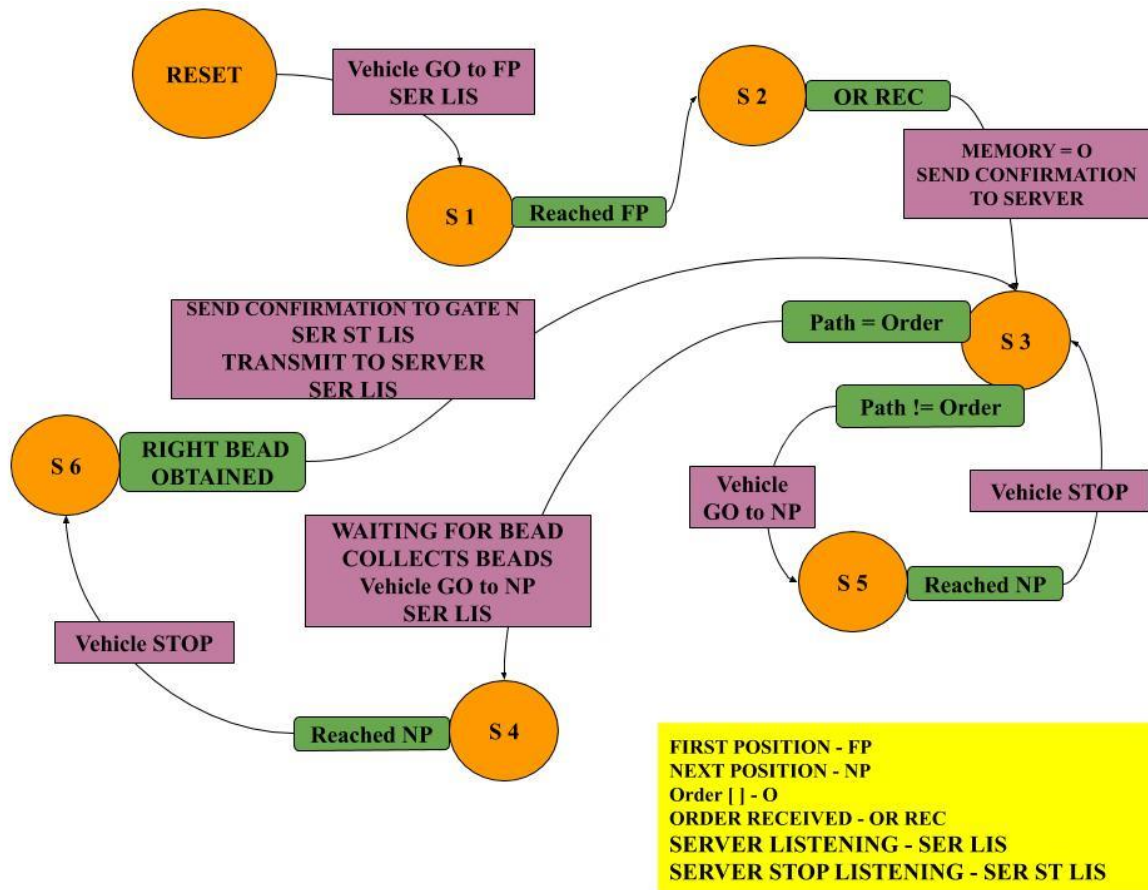 RESET
Vehicle GO to FP
SER LIS
S 1
Reached FP
S 2
OR REC
MEMORY = O
SEND CONFIRMATION
TO SERVER
S 3
Path = Order
Path != Order
Vehicle
GO to NP
S 5
Reached NP
Vehicle STOP
WAITING FOR BEAD
COLLECTS BEADS
Vehicle GO to NP
SER LIS
S 4
Reached NP
Vehicle STOP
S 6
RIGHT BEAD
OBTAINED
SEND CONFIRMATION TO GATE N
SER ST LIS
TRANSMIT TO SERVER
SER LIS
FIRST POSITION - FP
NEXT POSITION - NP
Order [ ] - O
ORDER RECEIVED - OR REC
SERVER LISTENING - SER LIS
SERVER STOP LISTENING - SER ST LIS